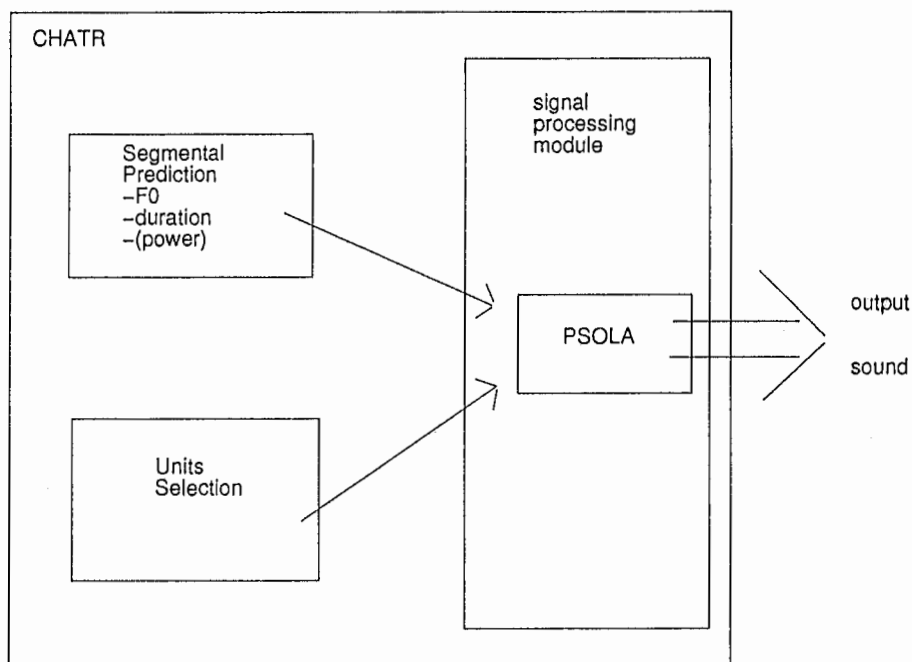 CHATR
Segmental
Prediction
–F0
–duration
–(power)
signal
processing
module
PSOLA
output
sound
Units
Selection